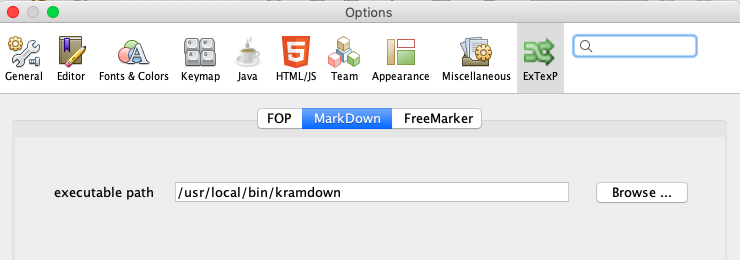 Options
General Editor Fonts & Colors Keymap Java HTML/JS Team Appearance Miscellaneous ExTexP
FOP MarkDown FreeMarker
executable path /usr/local/bin/kramdown Browse ...